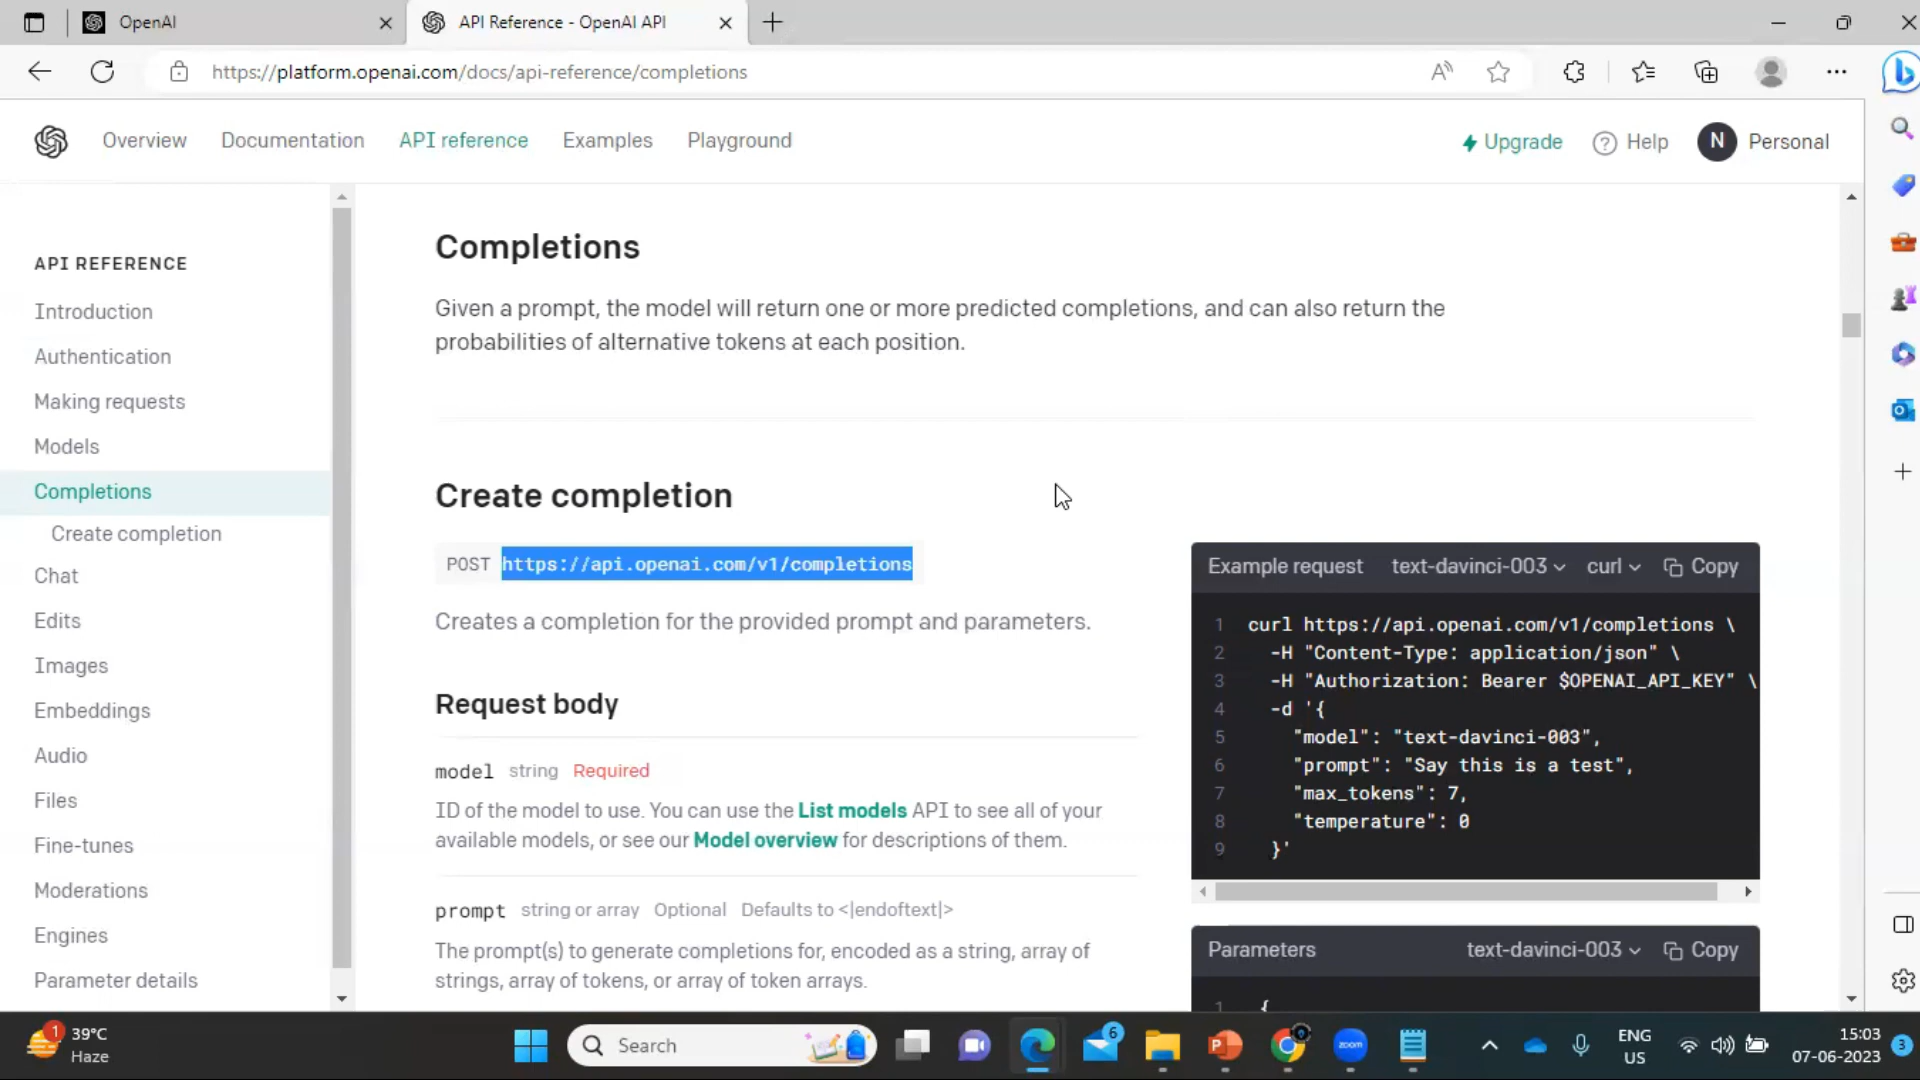 OpenAI
API Reference - OpenAI API
https://platform.openai.com/docs/api-reference/completions
Overview
Documentation
API reference
Examples
Playground
Upgrade
Help
N
Personal
API REFERENCE
Introduction
Authentication
Making requests
Models
Completions
Create completion
Chat
Edits
Images
Embeddings
Audio
Files
Fine-tunes
Moderations
Engines
Parameter details
Completions
Given a prompt, the model will return one or more predicted completions, and can also return the
probabilities of alternative tokens at each position.
Create completion
POST https://api.openai.com/v1/completions
Creates a completion for the provided prompt and parameters.
Request body
model string Required
ID of the model to use. You can use the List models API to see all of your
available models, or see our Model overview for descriptions of them.
prompt string or array Optional Defaults to <|endoftext|>
The prompt(s) to generate completions for, encoded as a string, array of
strings, array of tokens, or array of token arrays.
Example request text-davinci-003 curl Copy
1 curl https://api.openai.com/v1/completions \
2 -H "Content-Type: application/json" \
3 -H "Authorization: Bearer $OPENAI_API_KEY" \
4 -d '{
5 "model": "text-davinci-003",
6 "prompt": "Say this is a test",
7 "max_tokens": 7,
8 "temperature": 0
9 }'
Parameters text-davinci-003 Copy
1 {
1
39°C
Haze
Search
6
zoom
ENG
US
15:03
07-06-2023
3